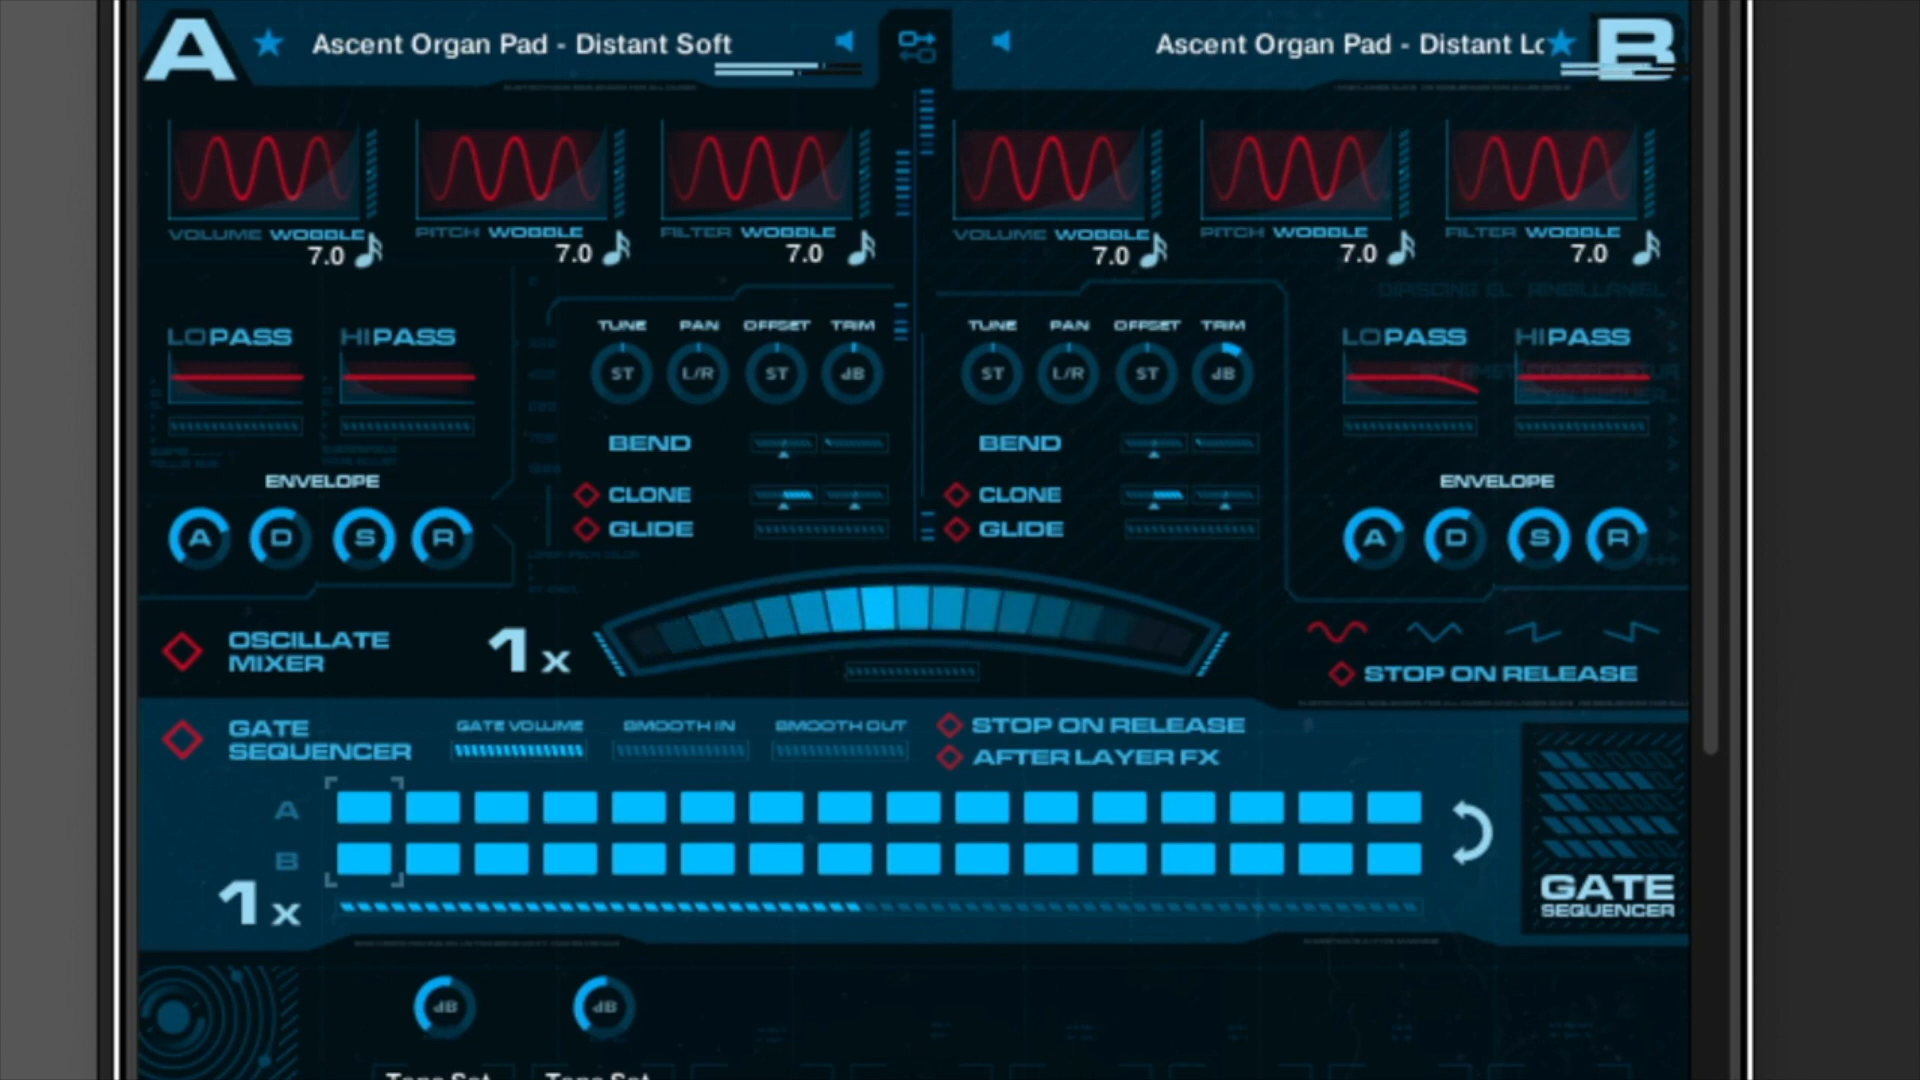 A
Ascent Organ Pad - Distant Soft
Ascent Organ Pad - Distant Lo
B
VOLUME WOBBLE
7.0
PITCH WOBBLE
7.0
FILTER WOBBLE
7.0
VOLUME WOBBLE
7.0
PITCH WOBBLE
7.0
FILTER WOBBLE
7.0
LOPASS
HIPASS
TUNE
PAN
OFFSET
TRIM
ST
L/R
ST
dB
BEND
CLONE
GLIDE
TUNE
PAN
OFFSET
TRIM
ST
L/R
ST
dB
BEND
CLONE
GLIDE
LOPASS
HIPASS
ENVELOPE
A
D
S
R
ENVELOPE
A
D
S
R
OSCILLATE
MIXER
1x
STOP ON RELEASE
GATE
SEQUENCER
GATE VOLUME
SMOOTH IN
SMOOTH OUT
STOP ON RELEASE
AFTER LAYER FX
A
B
1x
GATE
SEQUENCER
dB
dB